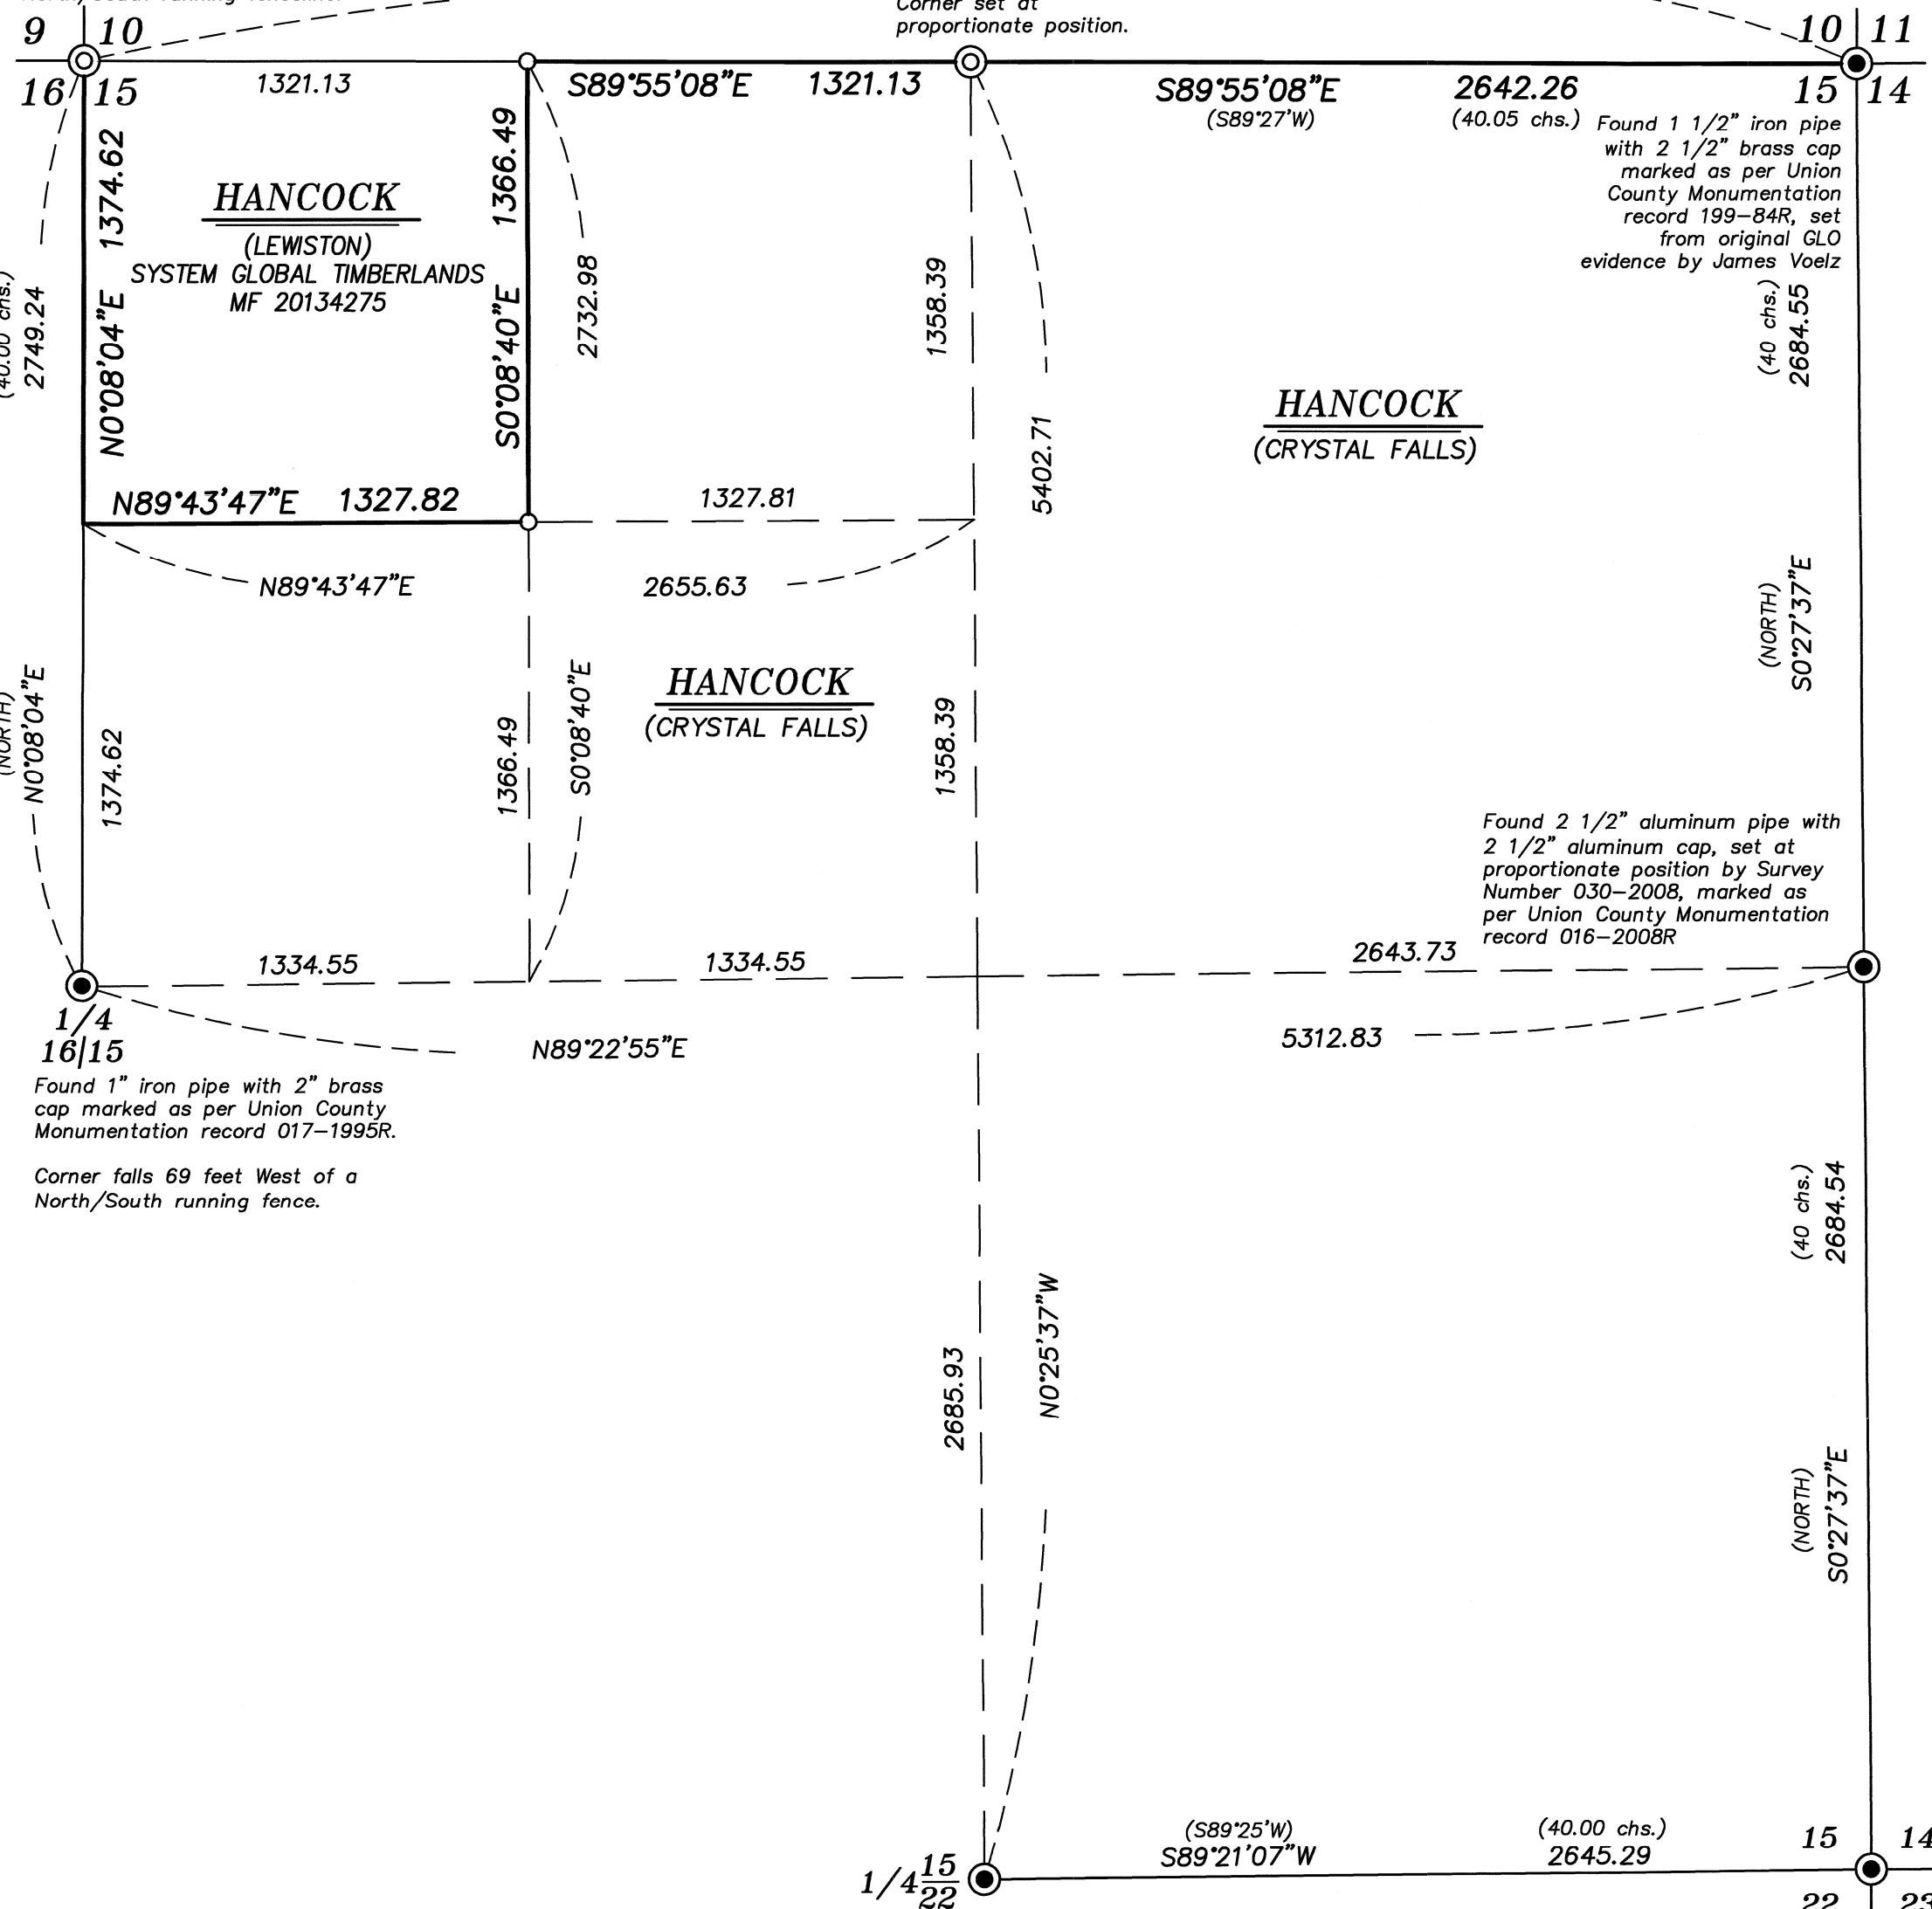 Corner set at
proportionate position.
9 10
16 15
10 11
15 14
1321.13
S89°55'08"E 1321.13
S89°55'08"E 2642.26
(S89°27'W) (40.05 chs.)
Found 1 1/2" iron pipe
with 2 1/2" brass cap
marked as per Union
County Monumentation
record 199-84R, set
from original GLO
evidence by James Voelz
N0°08'04"E 1374.62
HANCOCK
(LEWISTON)
SYSTEM GLOBAL TIMBERLANDS
MF 20134275
S0°08'40"E 1366.49
2732.98
1358.39
5402.71
(40.00 chs.)
2749.24
(40 chs.)
2684.55
HANCOCK
(CRYSTAL FALLS)
N89°43'47"E 1327.82
1327.81
N89°43'47"E 2655.63
(NORTH)
S0°27'37"E
(NORTH)
N0°08'04"E
1374.62
1366.49
S0°08'40"E
HANCOCK
(CRYSTAL FALLS)
1358.39
Found 2 1/2" aluminum pipe with
2 1/2" aluminum cap, set at
proportionate position by Survey
Number 030-2008, marked as
per Union County Monumentation
record 016-2008R
1334.55
1334.55
2643.73
1/4
16|15
N89°22'55"E
5312.83
Found 1" iron pipe with 2" brass
cap marked as per Union County
Monumentation record 017-1995R.
Corner falls 69 feet West of a
North/South running fence.
(40 chs.)
2684.54
2685.93
N0°25'37"W
(NORTH)
S0°27'37"E
(S89°25'W) (40.00 chs.)
S89°21'07"W 2645.29
1/4 15
22
15 14
22 23